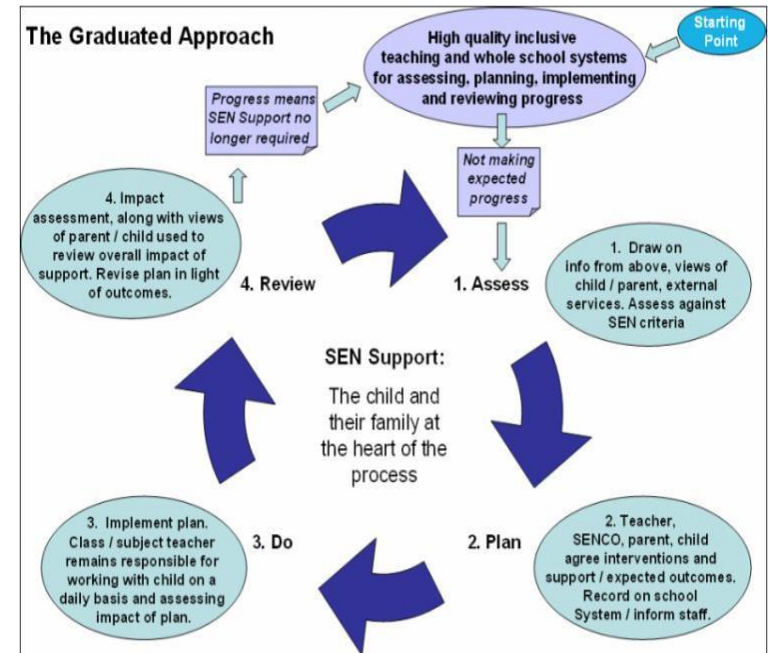 The Graduated Approach
Starting
Point
High quality inclusive
teaching and whole school systems
for assessing, planning, implementing
and reviewing progress
Progress means
SEN Support no
longer required
Not making
expected
progress
4. Impact
assessment, along with views
of parent / child used to
review overall impact of
support. Revise plan in light
of outcomes.
4. Review
1. Assess
1. Draw on
info from above, views of
child / parent, external
services. Assess against
SEN criteria
SEN Support:
The child and
their family at
the heart of the
process
3. Implement plan.
Class / subject teacher
remains responsible for
working with child on a
daily basis and assessing
impact of plan.
3. Do
2. Plan
2. Teacher,
SENCO, parent, child
agree interventions and
support / expected outcomes.
Record on school
System / inform staff.